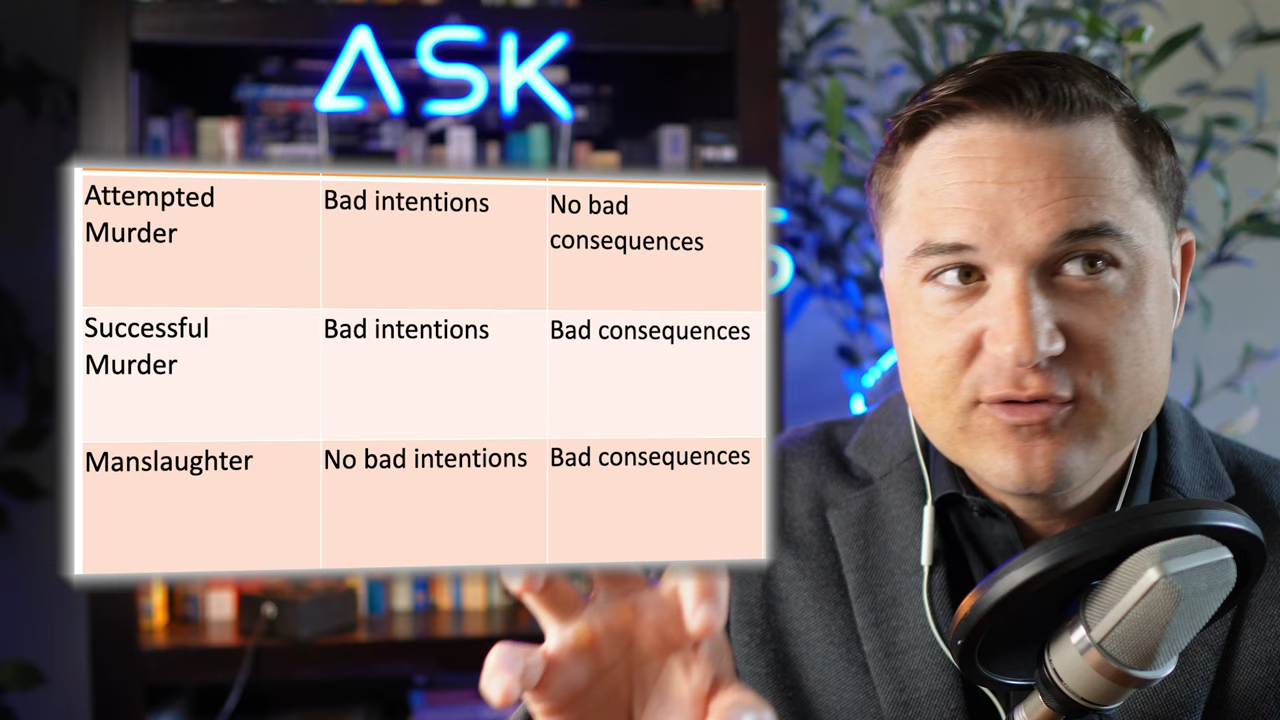 ASK
Attempted
Murder
Bad intentions
No bad
consequences
Successful
Murder
Bad intentions
Bad consequences
Manslaughter
No bad intentions
Bad consequences